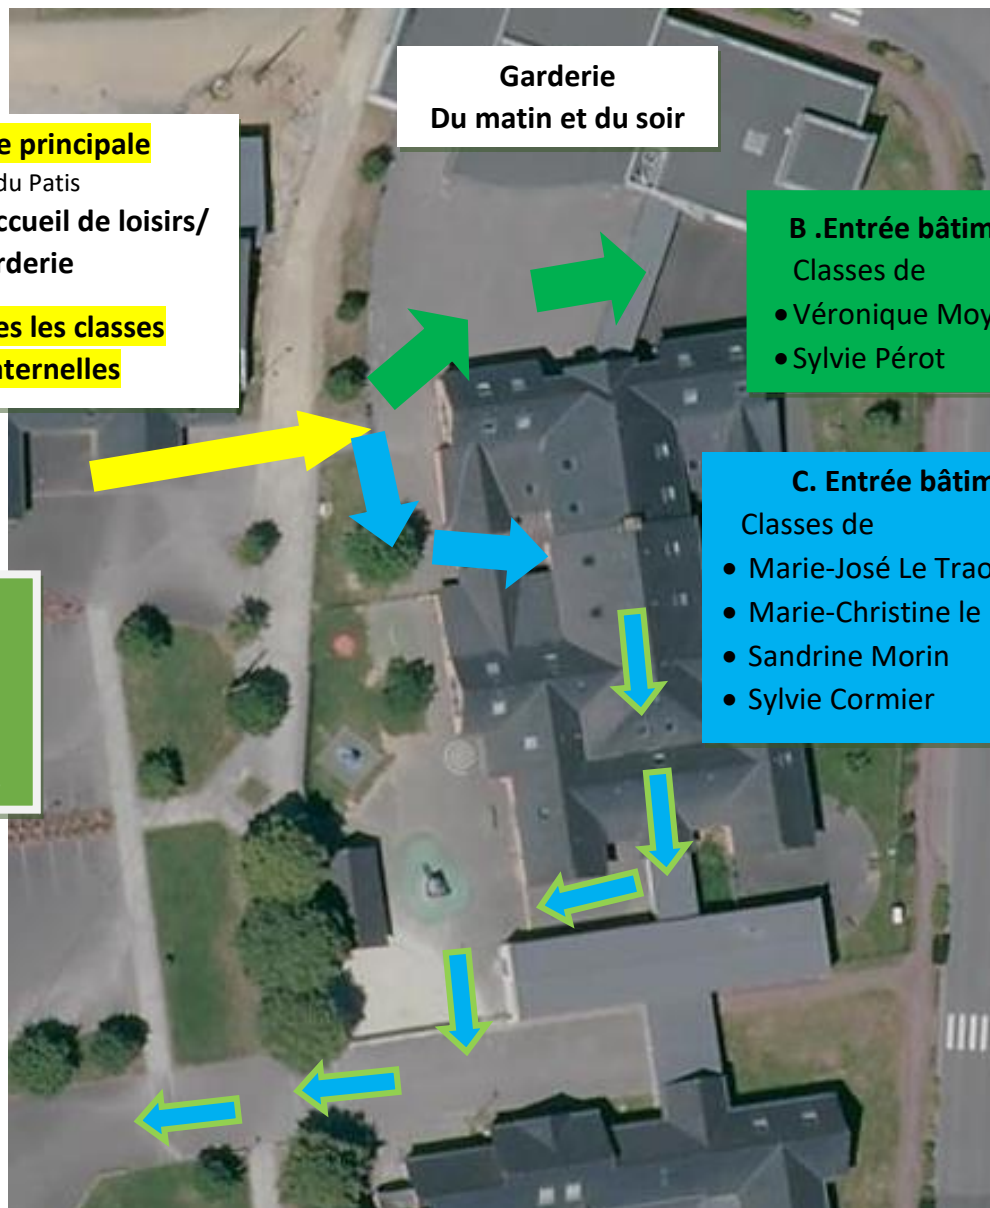 Garderie
Du matin et du soir
e principale
du Patis
ccueil de loisirs/
rderie
es les classes
aternelles
B .Entrée bâtim
Classes de
• Véronique Moy
• Sylvie Pérot
C. Entrée bâtim
Classes de
• Marie-José Le Trao
• Marie-Christine le
• Sandrine Morin
• Sylvie Cormier